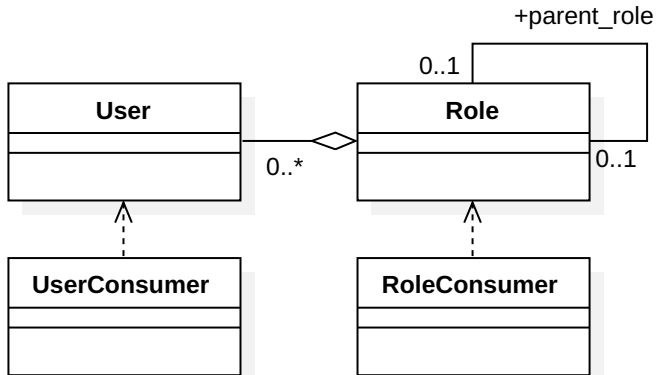 +parent_role
0..1
User
Role
0..*
0..1
UserConsumer
RoleConsumer